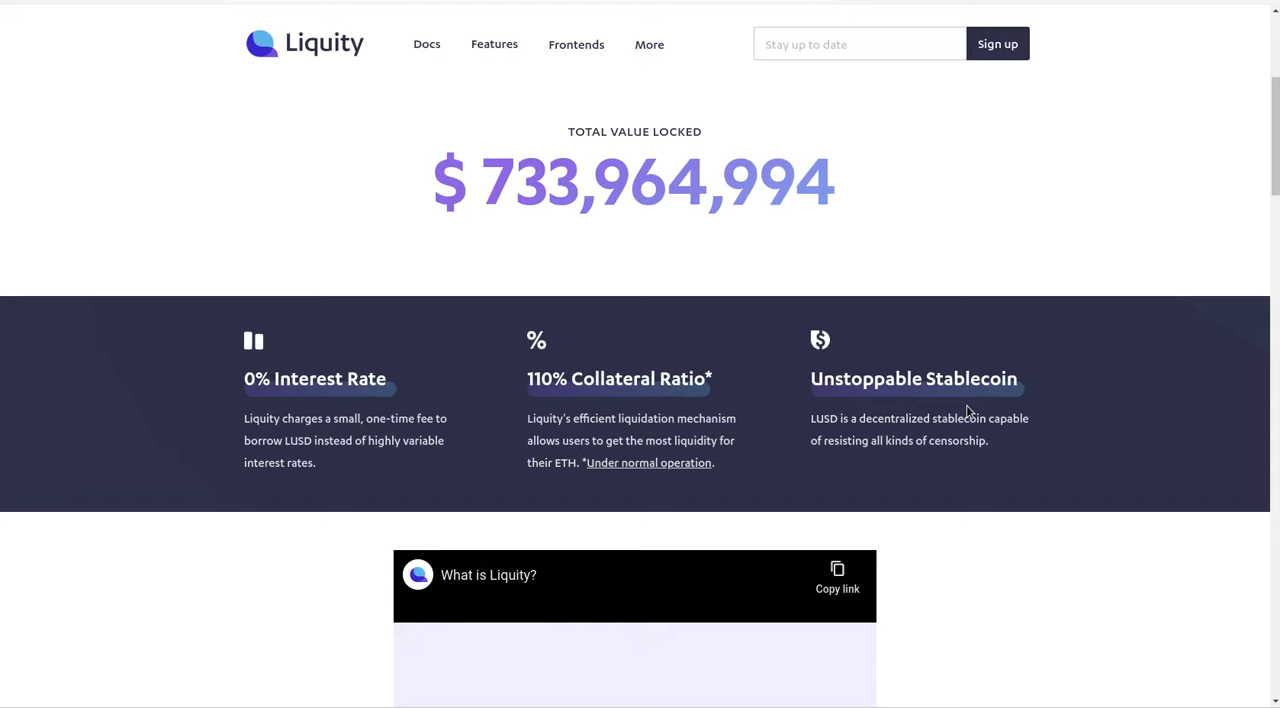 Liquity
Docs
Features
Frontends
More
Stay up to date
Sign up
TOTAL VALUE LOCKED
$ 733,964,994
%
0% Interest Rate
Liquity charges a small, one-time fee to
borrow LUSD instead of highly variable
interest rates.
110% Collateral Ratio*
Liquity's efficient liquidation mechanism
allows users to get the most liquidity for
their ETH. *Under normal operation.
Unstoppable Stablecoin
LUSD is a decentralized stablecoin capable
of resisting all kinds of censorship.
What is Liquity?
Copy link